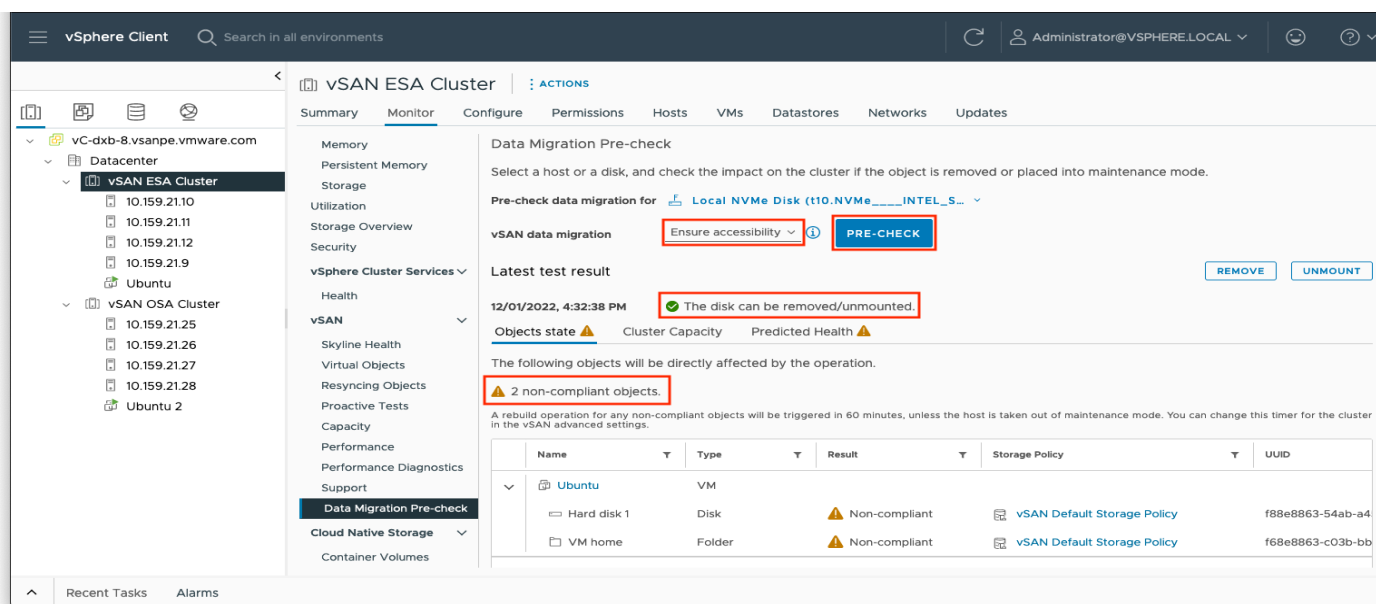 vSphere Client
Search in all environments
Administrator@VSPHERE.LOCAL
vC-dxb-8.vsanpe.vmware.com
Datacenter
vSAN ESA Cluster
10.159.21.10
10.159.21.11
10.159.21.12
10.159.21.9
Ubuntu
vSAN OSA Cluster
10.159.21.25
10.159.21.26
10.159.21.27
10.159.21.28
Ubuntu 2
vSAN ESA Cluster
ACTIONS
Summary Monitor Configure Permissions Hosts VMs Datastores Networks Updates
Memory
Persistent Memory
Storage
Utilization
Storage Overview
Security
vSphere Cluster Services
Health
vSAN
Skyline Health
Virtual Objects
Resyncing Objects
Proactive Tests
Capacity
Performance
Performance Diagnostics
Support
Data Migration Pre-check
Cloud Native Storage
Container Volumes
Data Migration Pre-check
Select a host or a disk, and check the impact on the cluster if the object is removed or placed into maintenance mode.
Pre-check data migration for Local NVMe Disk (t10.NVMe____INTEL_S...
vSAN data migration Ensure accessibility PRE-CHECK
Latest test result REMOVE UNMOUNT
12/01/2022, 4:32:38 PM The disk can be removed/unmounted.
Objects state Cluster Capacity Predicted Health
The following objects will be directly affected by the operation.
2 non-compliant objects.
A rebuild operation for any non-compliant objects will be triggered in 60 minutes, unless the host is taken out of maintenance mode. You can change this timer for the cluster
in the vSAN advanced settings.
Name Type Result Storage Policy UUID
Ubuntu VM
Hard disk 1 Disk Non-compliant vSAN Default Storage Policy f88e8863-54ab-a4
VM home Folder Non-compliant vSAN Default Storage Policy f68e8863-c03b-bb
Recent Tasks Alarms